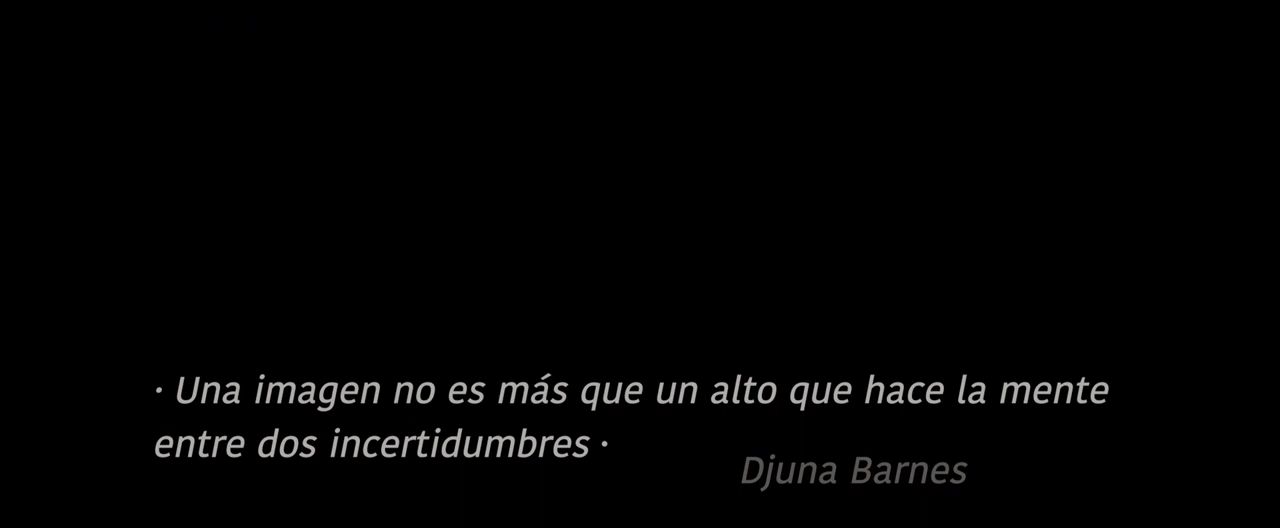 · Una imagen no es más que un alto que hace la mente
entre dos incertidumbres ·
Djuna Barnes